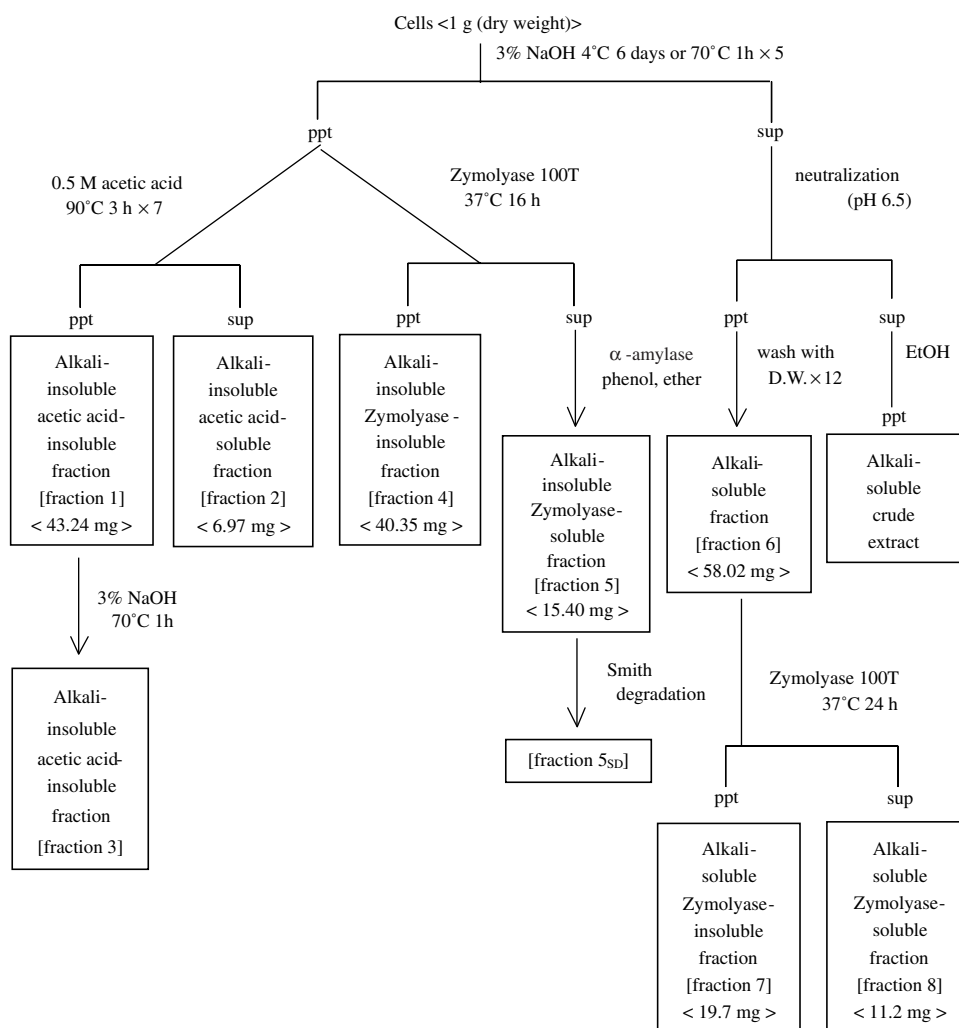 Cells <1 g (dry weight)>
3% NaOH 4˚C 6 days or 70˚C 1h × 5
ppt
sup
0.5 M acetic acid
90˚C 3 h × 7
Zymolyase 100T
37˚C 16 h
neutralization
(pH 6.5)
ppt
sup
ppt
sup
ppt
sup
Alkali-
insoluble
acetic acid-
insoluble
fraction
[fraction 1]
< 43.24 mg >
Alkali-
insoluble
acetic acid-
soluble
fraction
[fraction 2]
< 6.97 mg >
Alkali-
insoluble
Zymolyase -
insoluble
fraction
[fraction 4]
< 40.35 mg >
α -amylase
phenol, ether
wash with
D.W. × 12
EtOH
ppt
Alkali-
insoluble
Zymolyase-
soluble
fraction
[fraction 5]
< 15.40 mg >
Alkali-
soluble
fraction
[fraction 6]
< 58.02 mg >
Alkali-
soluble
crude
extract
3% NaOH
70˚C 1h
Alkali-
insoluble
acetic acid-
insoluble
fraction
[fraction 3]
Smith
degradation
[fraction 5SD]
Zymolyase 100T
37˚C 24 h
ppt
sup
Alkali-
soluble
Zymolyase-
insoluble
fraction
[fraction 7]
< 19.7 mg >
Alkali-
soluble
Zymolyase-
soluble
fraction
[fraction 8]
< 11.2 mg >